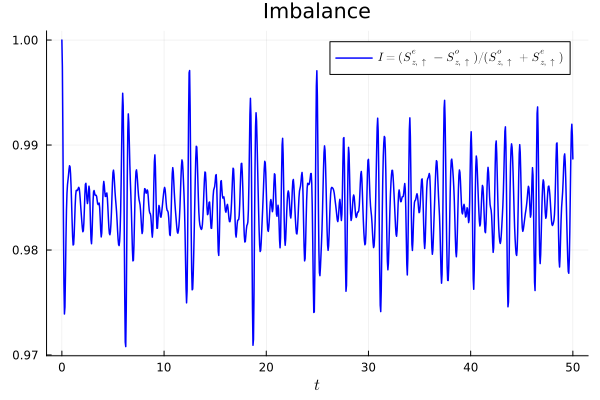 Imbalance
I = (S^e_{z,↑} − S^o_{z,↑})/(S^o_{z,↑} + S^e_{z,↑})
1.00
0.99
0.98
0.97
0 10 20 30 40 50
t